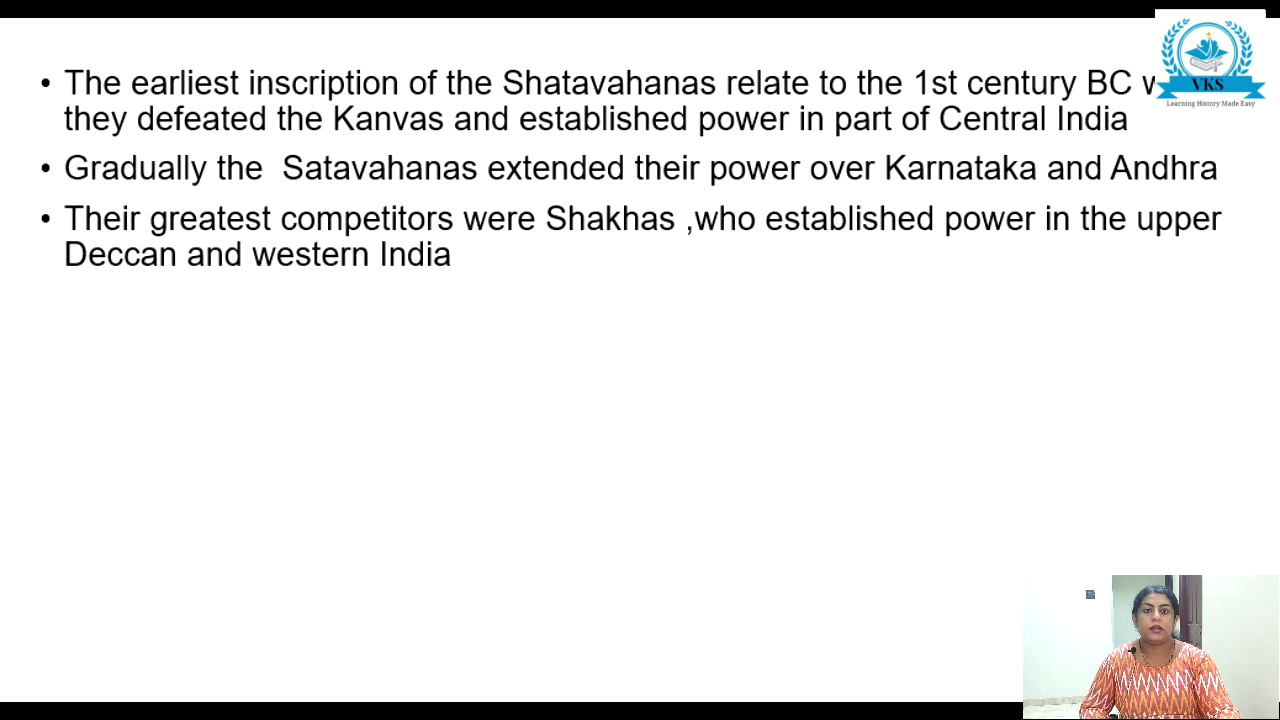 • The earliest inscription of the Shatavahanas relate to the 1st century BC
they defeated the Kanvas and established power in part of Central India
• Gradually the  Satavahanas extended their power over Karnataka and Andhra
• Their greatest competitors were Shakhas ,who established power in the upper
Deccan and western India
VKS
Learning History Made Easy